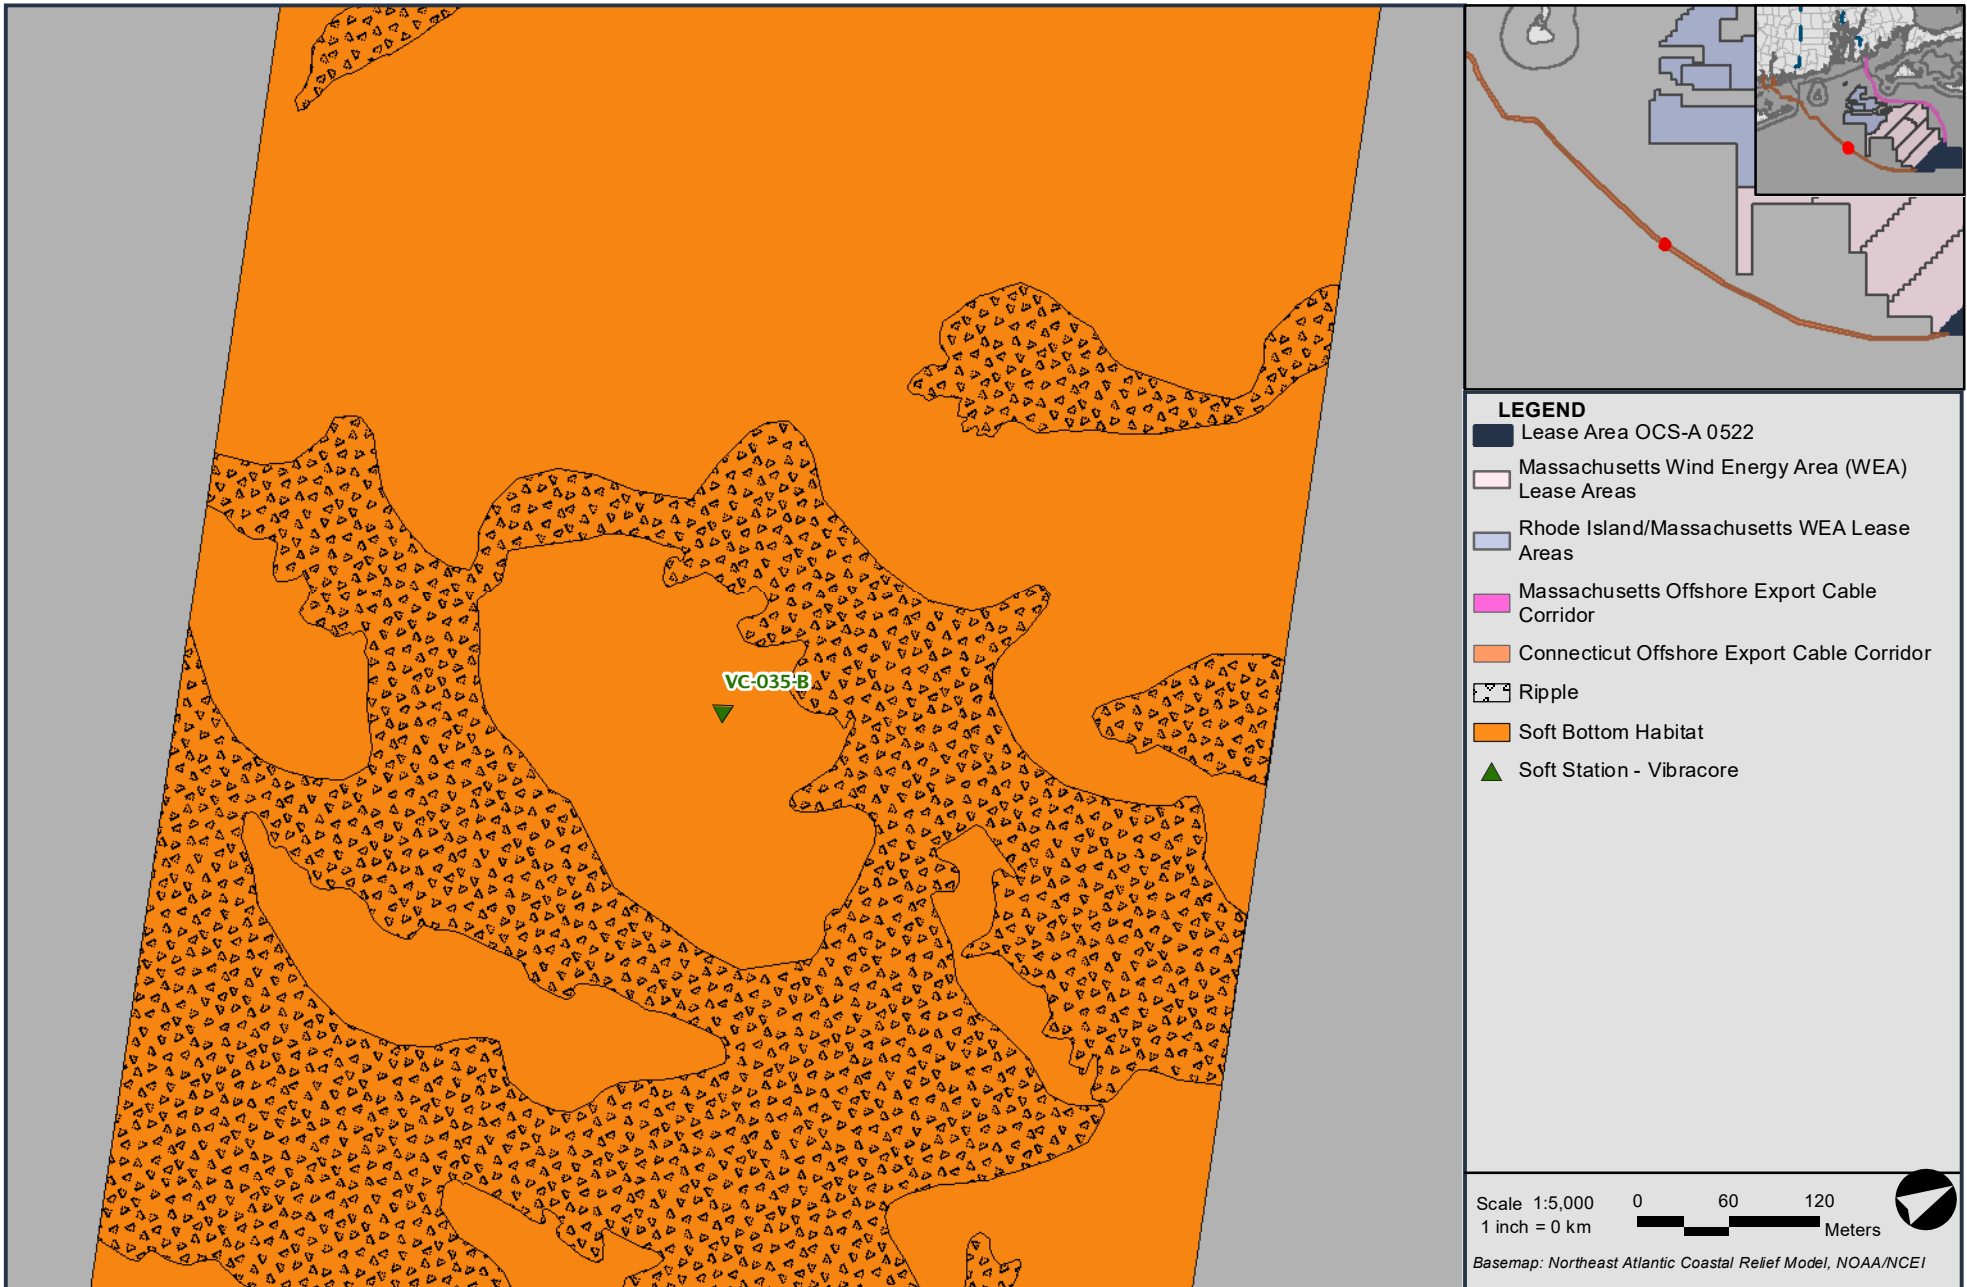 VC-035-B
LEGEND
Lease Area OCS-A 0522
Massachusetts Wind Energy Area (WEA)
Lease Areas
Rhode Island/Massachusetts WEA Lease
Areas
Massachusetts Offshore Export Cable
Corridor
Connecticut Offshore Export Cable Corridor
Ripple
Soft Bottom Habitat
Soft Station - Vibracore
Scale 1:5,000
1 inch = 0 km
0 60 120
Meters
Basemap: Northeast Atlantic Coastal Relief Model, NOAA/NCEI